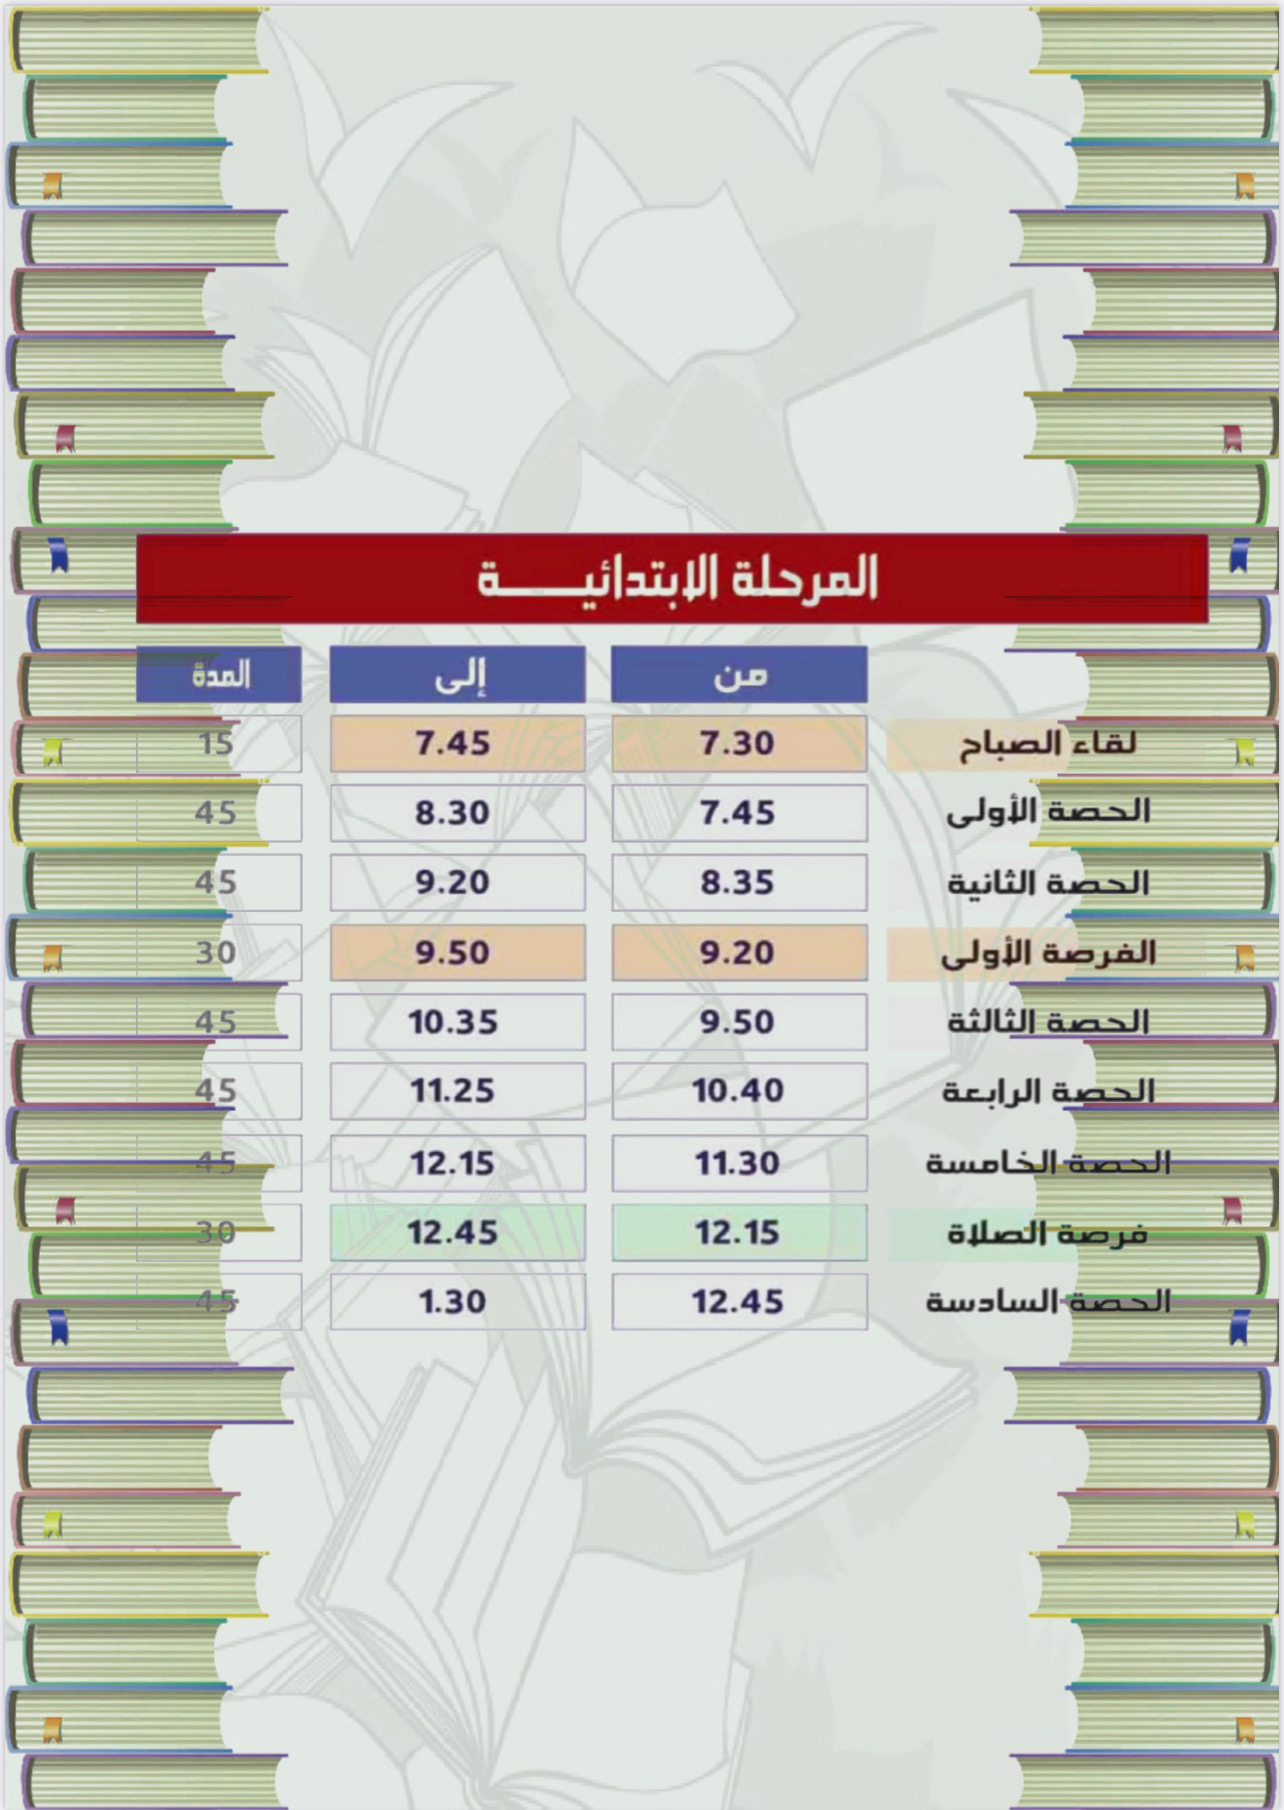 المرحلة الابتدائيـــــة
من إلى المدة
لقاء الصباح 7.30 7.45 15
الحصة الأولى 7.45 8.30 45
الحصة الثانية 8.35 9.20 45
الفرصة الأولى 9.20 9.50 30
الحصة الثالثة 9.50 10.35 45
الحصة الرابعة 10.40 11.25 45
الحصة الخامسة 11.30 12.15 45
فرصة الصلاة 12.15 12.45 30
الحصة السادسة 12.45 1.30 45